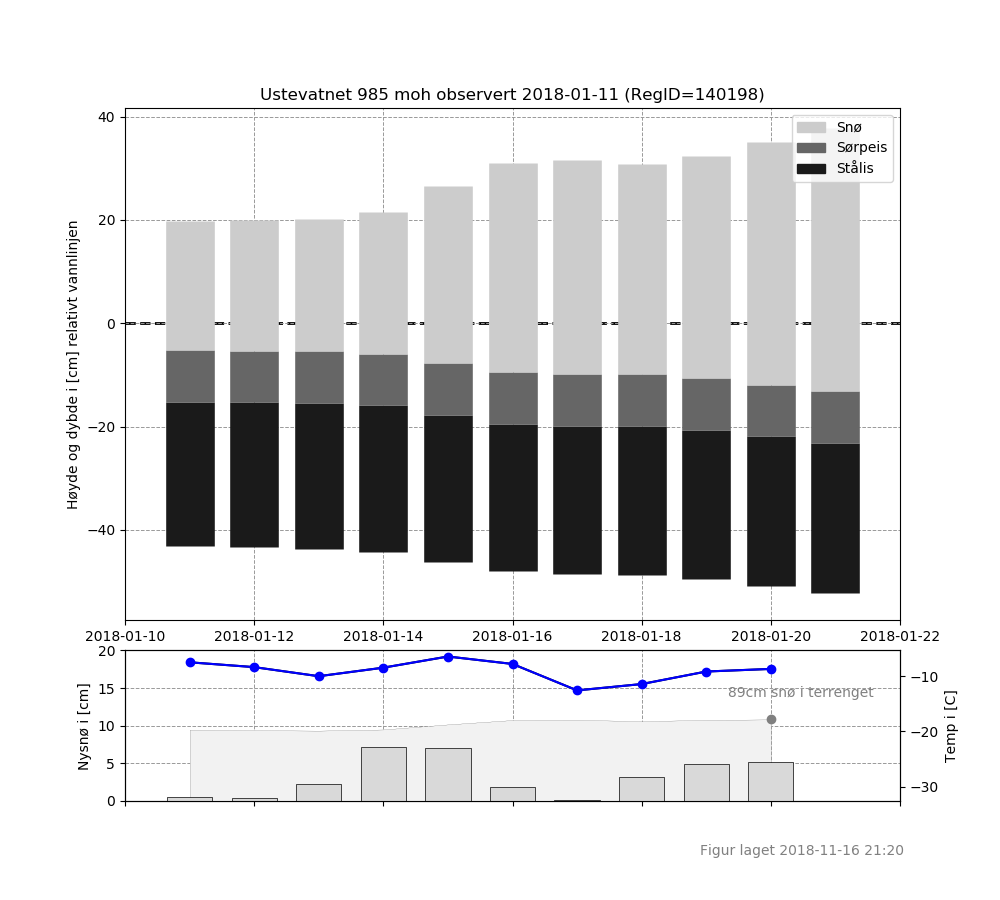 Ustevatnet 985 moh observert 2018-01-11 (RegID=140198)
Snø
Sørpeis
Stålis
Høyde og dybde i [cm] relativt vannlinjen
40
20
0
−20
−40
2018-01-10 2018-01-12 2018-01-14 2018-01-16 2018-01-18 2018-01-20 2018-01-22
Nysnø i [cm]
20
15
10
5
0
89cm snø i terrenget
−10
−20
−30
Temp i [C]
Figur laget 2018-11-16 21:20